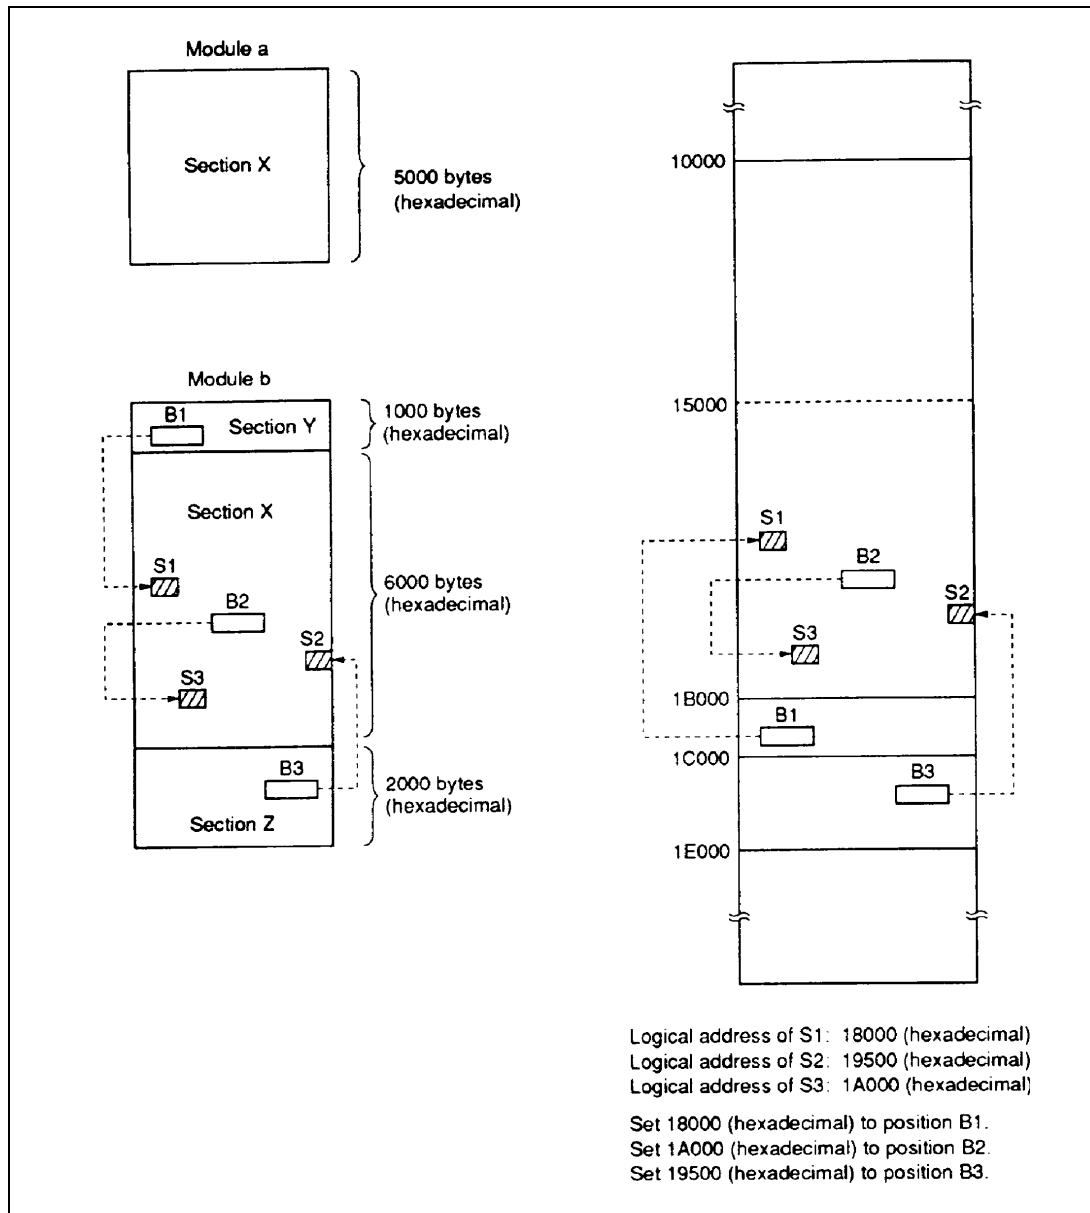 Module a
Section X
5000 bytes
(hexadecimal)
Module b
B1
Section Y
1000 bytes
(hexadecimal)
Section X
S1
B2
S2
S3
6000 bytes
(hexadecimal)
B3
Section Z
2000 bytes
(hexadecimal)
10000
15000
S1
B2
S2
S3
1B000
B1
1C000
B3
1E000
Logical address of S1: 18000 (hexadecimal)
Logical address of S2: 19500 (hexadecimal)
Logical address of S3: 1A000 (hexadecimal)
Set 18000 (hexadecimal) to position B1.
Set 1A000 (hexadecimal) to position B2.
Set 19500 (hexadecimal) to position B3.